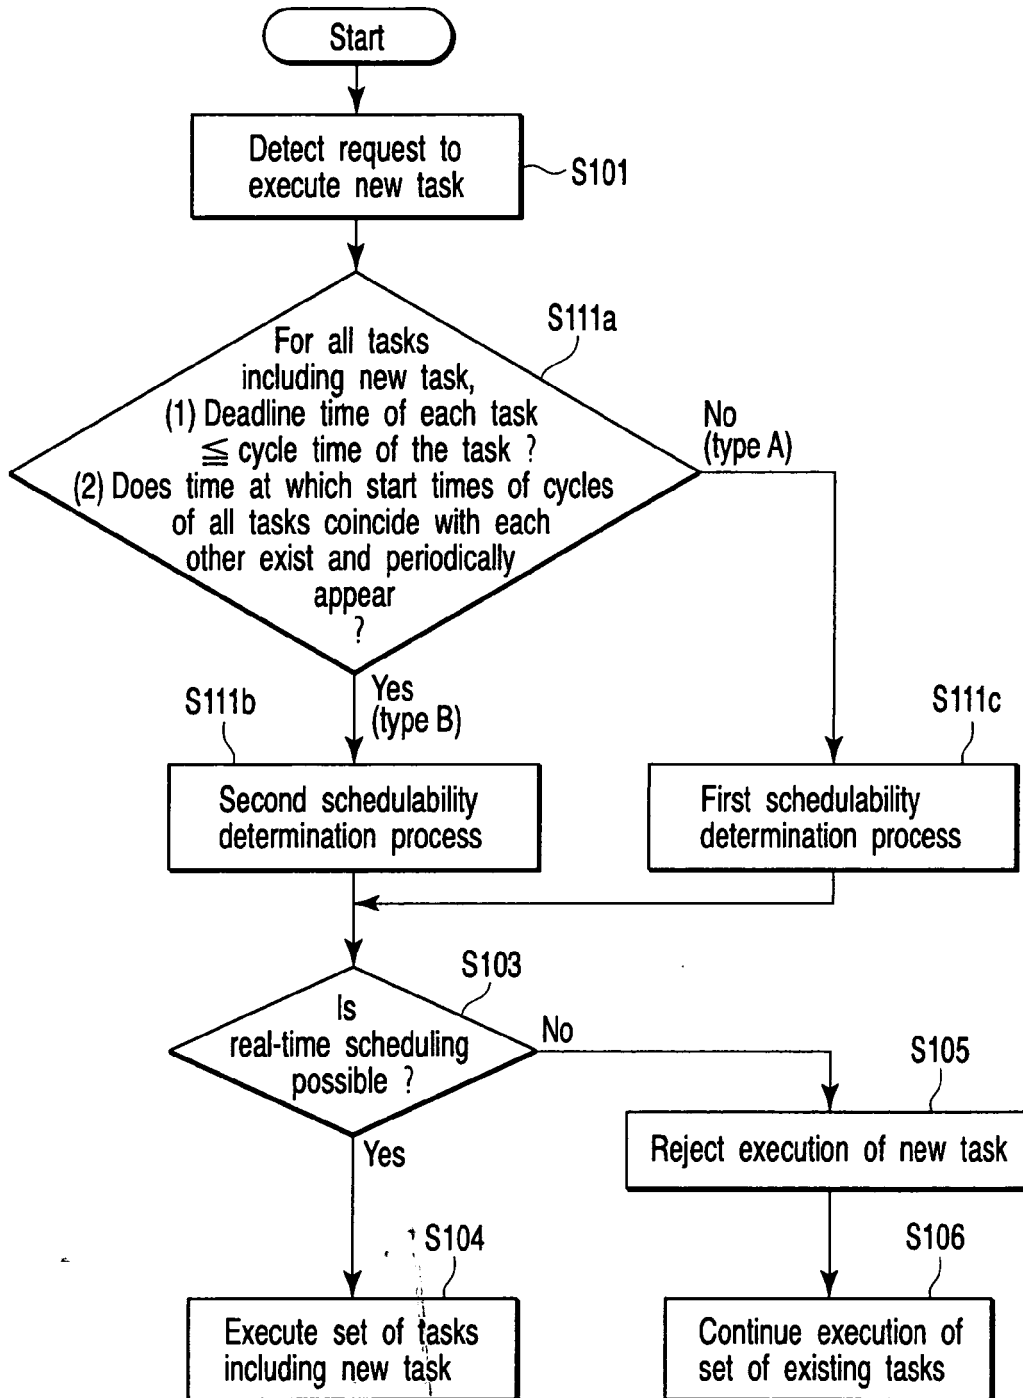 Start
Detect request to
execute new task
S101
S111a
For all tasks
including new task,
(1) Deadline time of each task
≦ cycle time of the task ?
(2) Does time at which start times of cycles
of all tasks coincide with each
other exist and periodically
appear
?
No
(type A)
Yes
(type B)
S111b
S111c
Second schedulability
determination process
First schedulability
determination process
S103
Is
real-time scheduling
possible ?
No
Yes
S105
Reject execution of new task
S104
S106
Execute set of tasks
including new task
Continue execution of
set of existing tasks